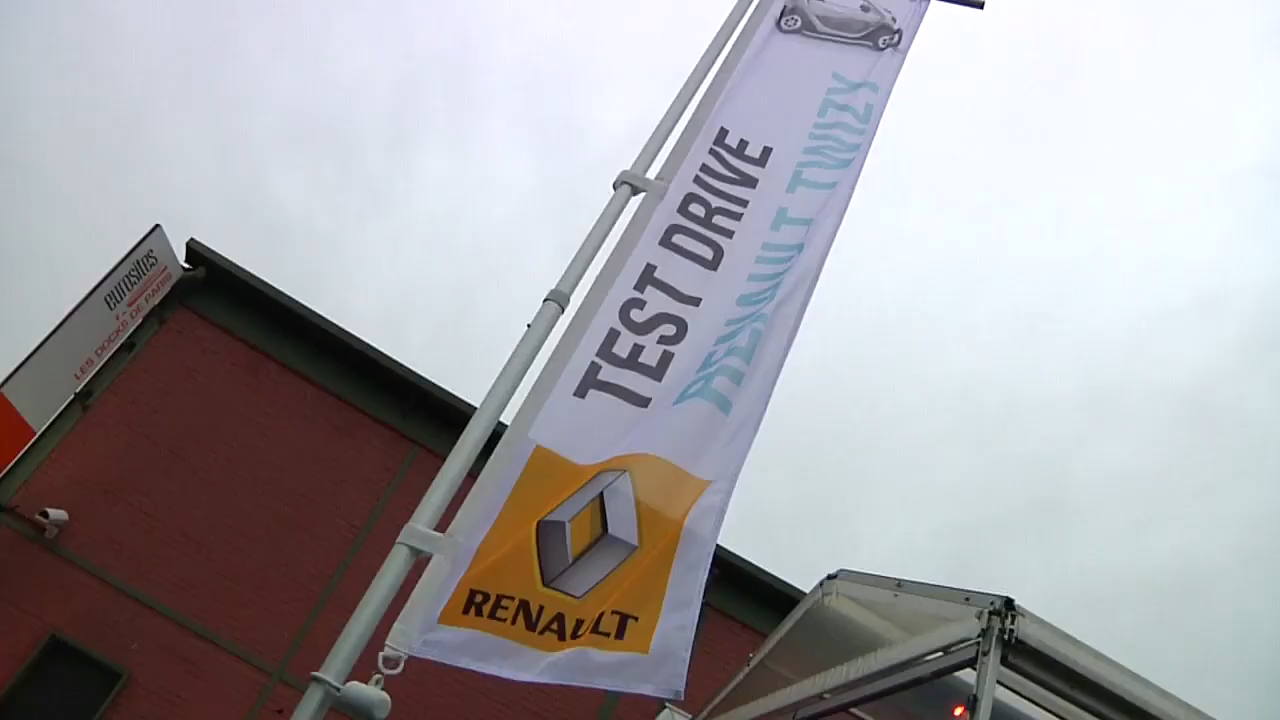 eurosites
LES DOCKS DE PARIS
TEST DRIVE
RENAULT TWIZY
RENAULT